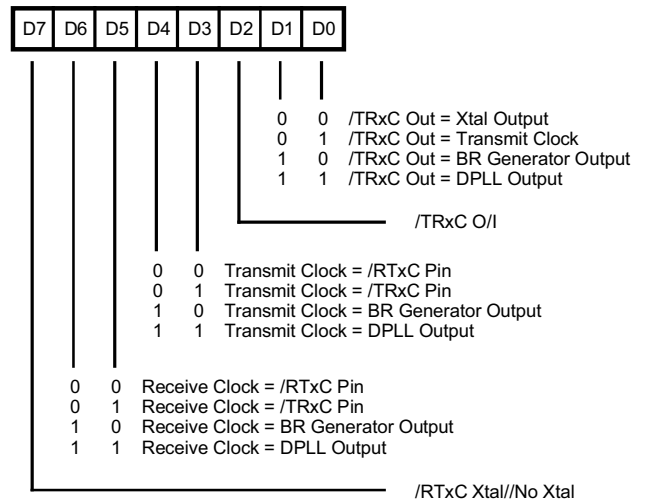 D7 D6 D5 D4 D3 D2 D1 D0
0 0 /TRxC Out = Xtal Output
0 1 /TRxC Out = Transmit Clock
1 0 /TRxC Out = BR Generator Output
1 1 /TRxC Out = DPLL Output
/TRxC O/I
0 0 Transmit Clock = /RTxC Pin
0 1 Transmit Clock = /TRxC Pin
1 0 Transmit Clock = BR Generator Output
1 1 Transmit Clock = DPLL Output
0 0 Receive Clock = /RTxC Pin
0 1 Receive Clock = /TRxC Pin
1 0 Receive Clock = BR Generator Output
1 1 Receive Clock = DPLL Output
/RTxC Xtal//No Xtal